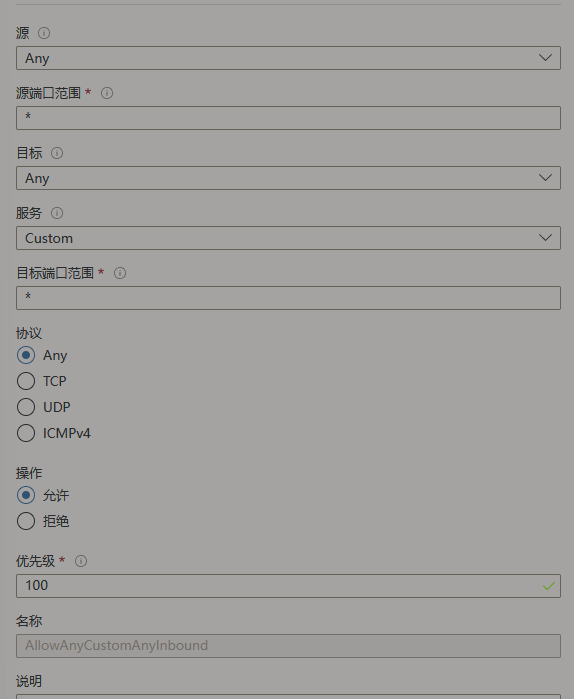 源
Any
源端口范围 *
*
目标
Any
服务
Custom
目标端口范围 *
*
协议
Any
TCP
UDP
ICMPv4
操作
允许
拒绝
优先级 *
100
名称
AllowAnyCustomAnyInbound
说明